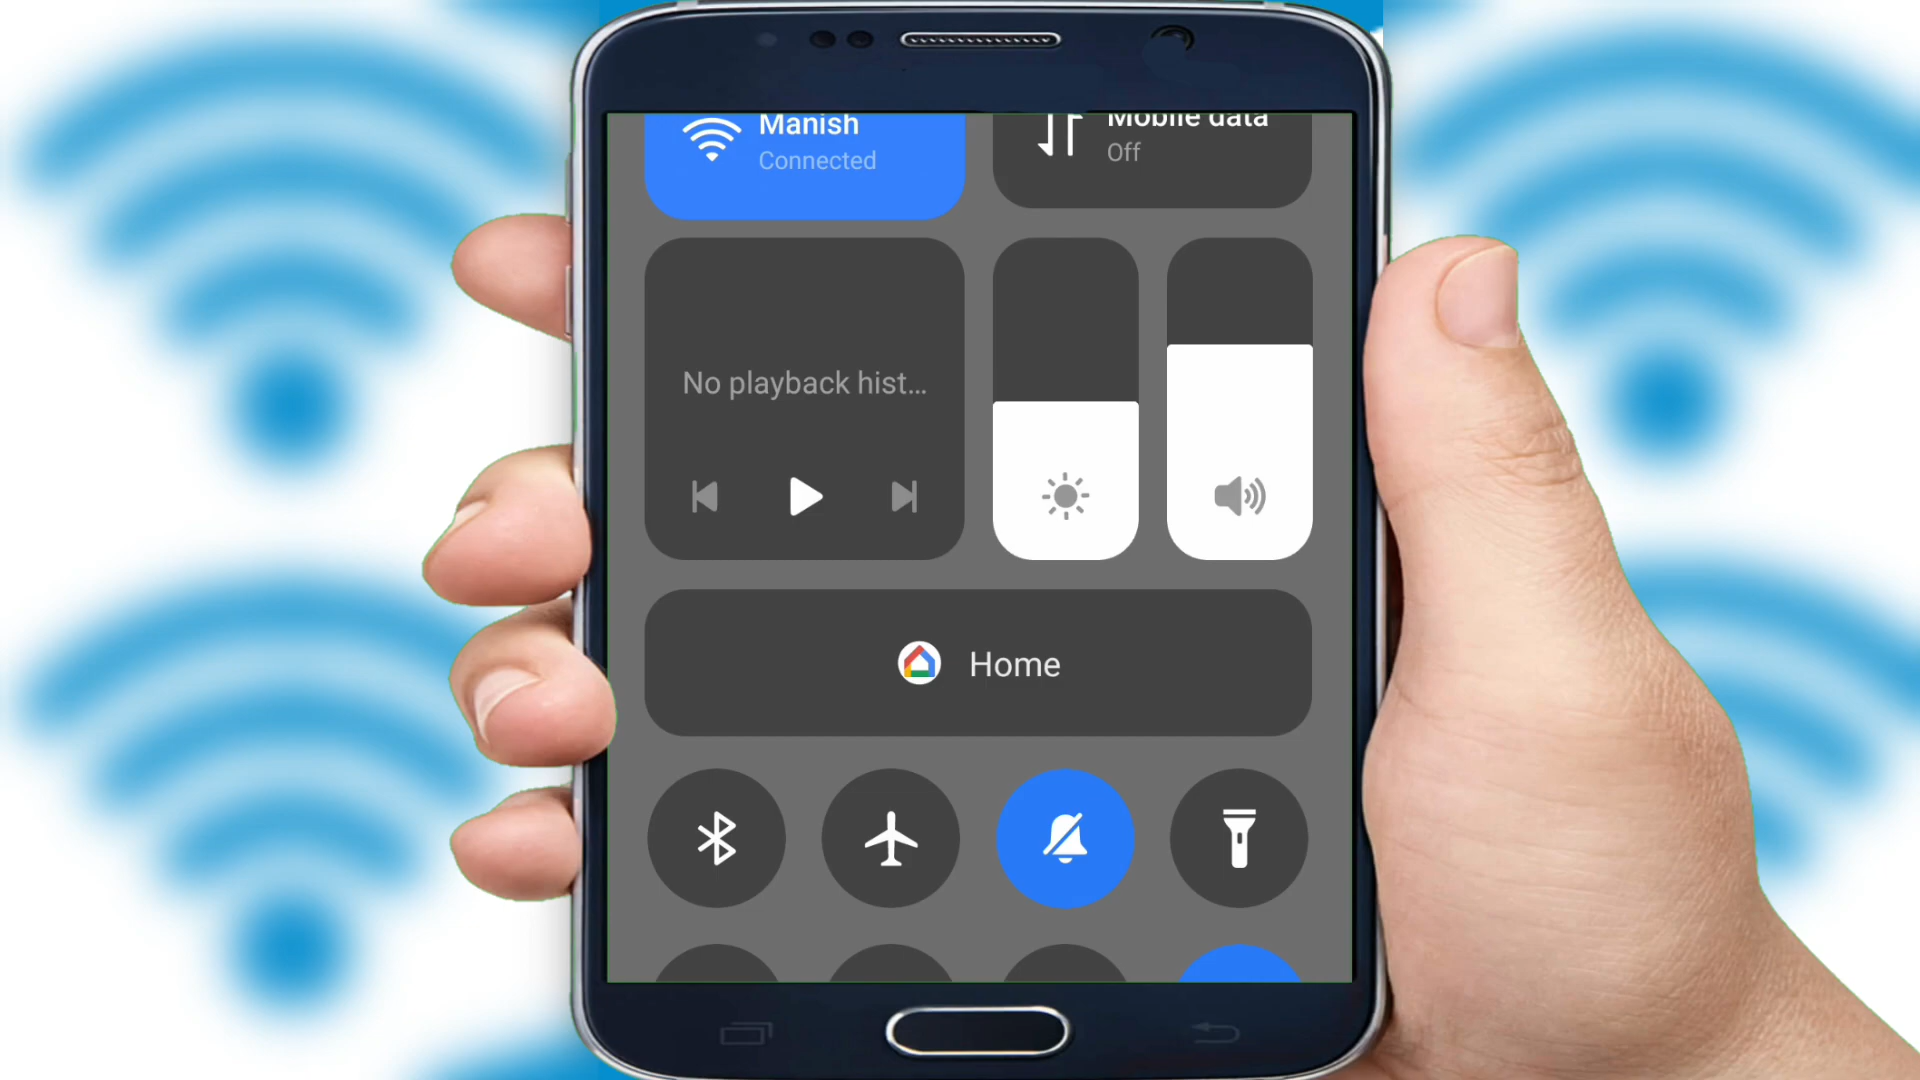 Manish
Connected
Mobile data
Off
No playback hist...
Home